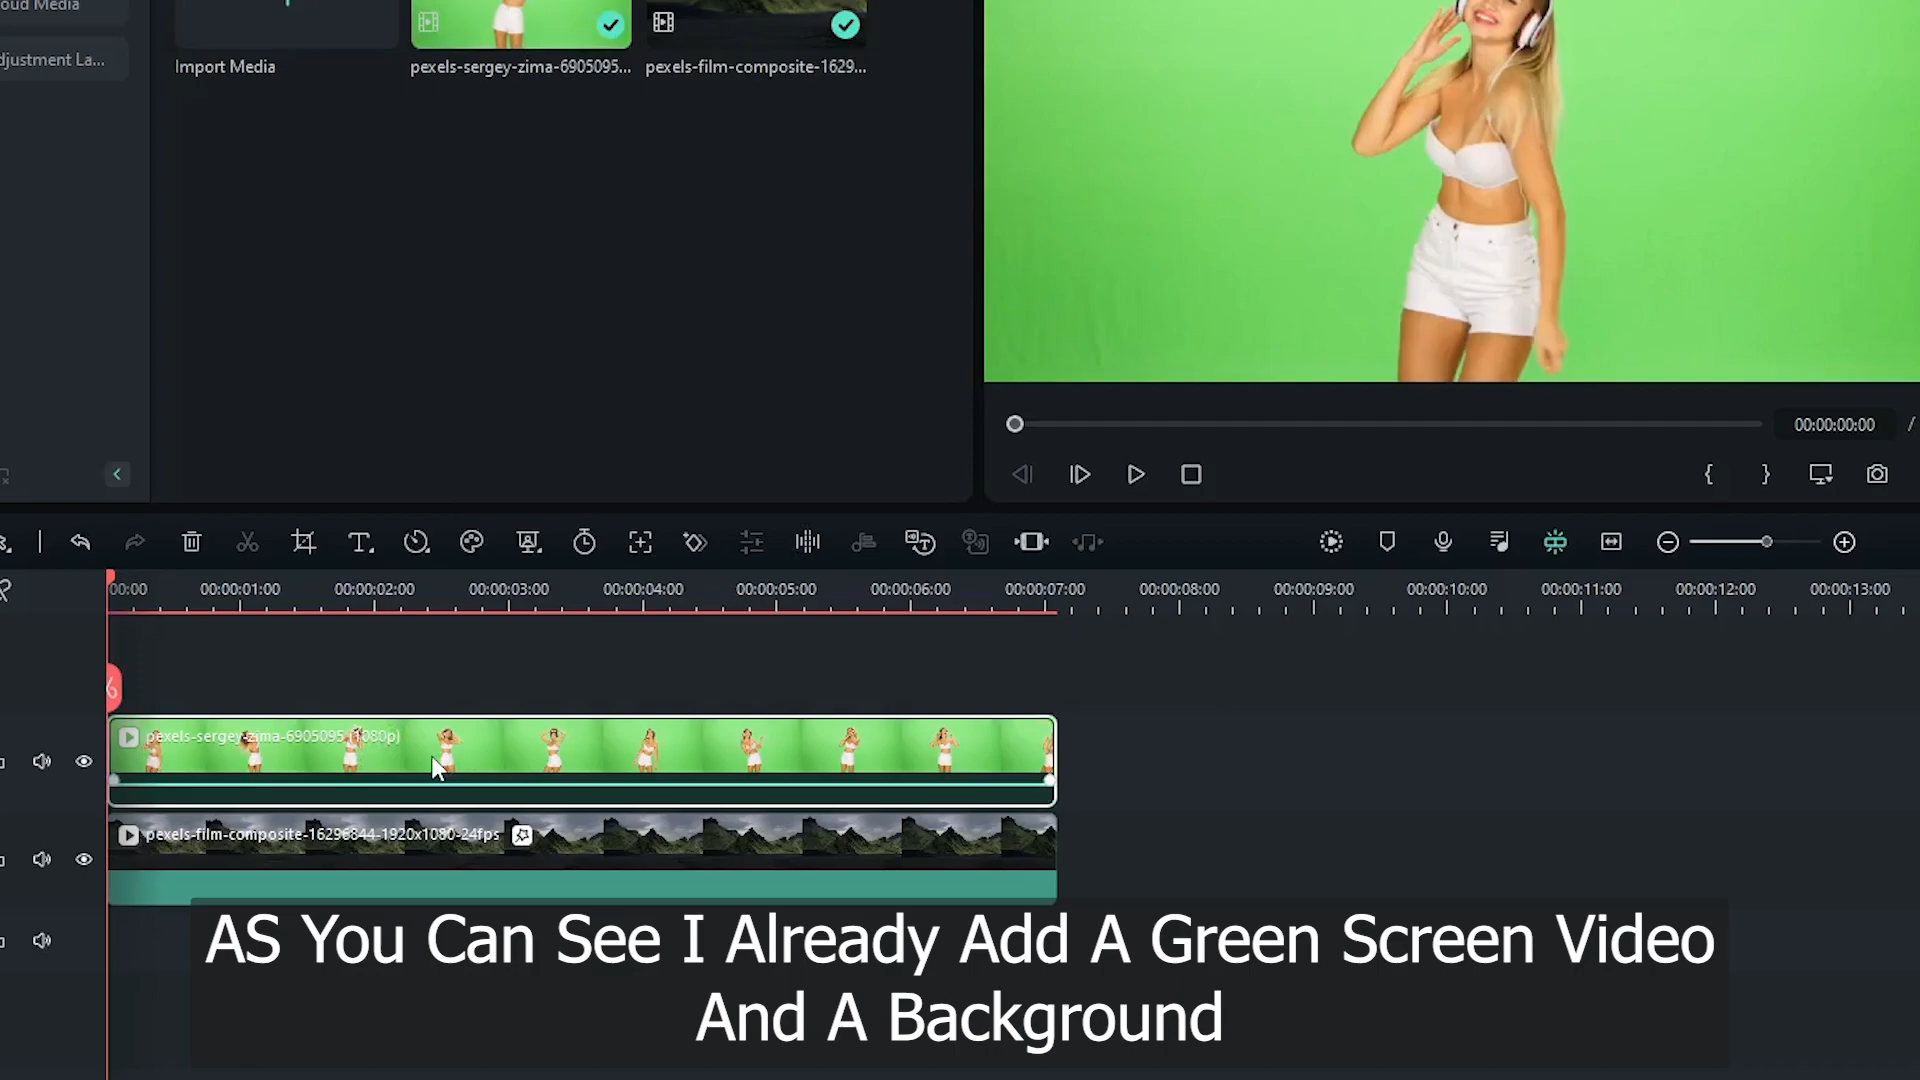 oud Media
djustment La...
Import Media
pexels-sergey-zima-6905095...
pexels-film-composite-1629...
00:00:00:00 /
{ }
00:00 00:00:01:00 00:00:02:00 00:00:03:00 00:00:04:00 00:00:05:00 00:00:06:00 00:00:07:00 00:00:08:00 00:00:09:00 00:00:10:00 00:00:11:00 00:00:12:00 00:00:13:00
pexels-sergey-zima-6905095 (1080p)
pexels-film-composite-16296844-1920x1080-24fps
AS You Can See I Already Add A Green Screen Video
And A Background